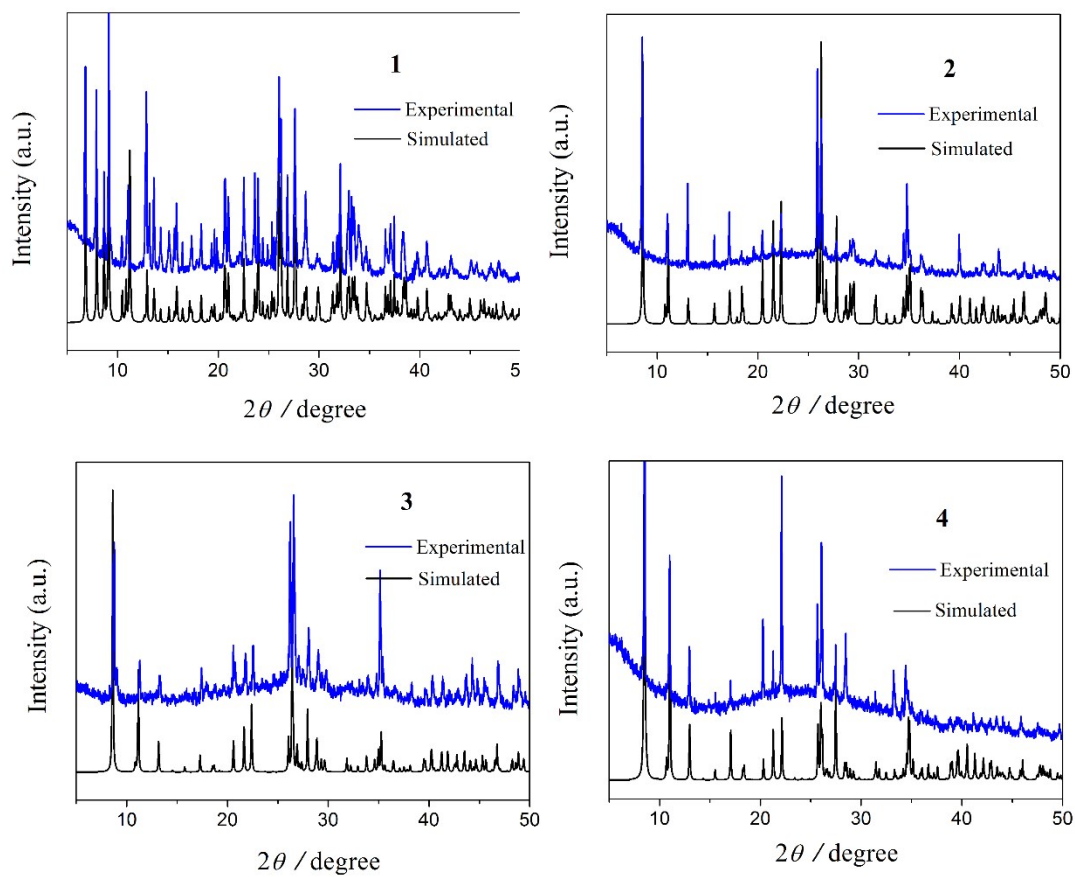 1
Experimental
Simulated
Intensity (a.u.)
10 20 30 40 5
2θ / degree
2
Experimental
Simulated
Intensity (a.u.)
10 20 30 40 50
2θ / degree
3
Experimental
Simulated
Intensity (a.u.)
10 20 30 40 50
2θ / degree
4
Experimental
Simulated
Intensity (a.u.)
10 20 30 40 50
2θ / degree